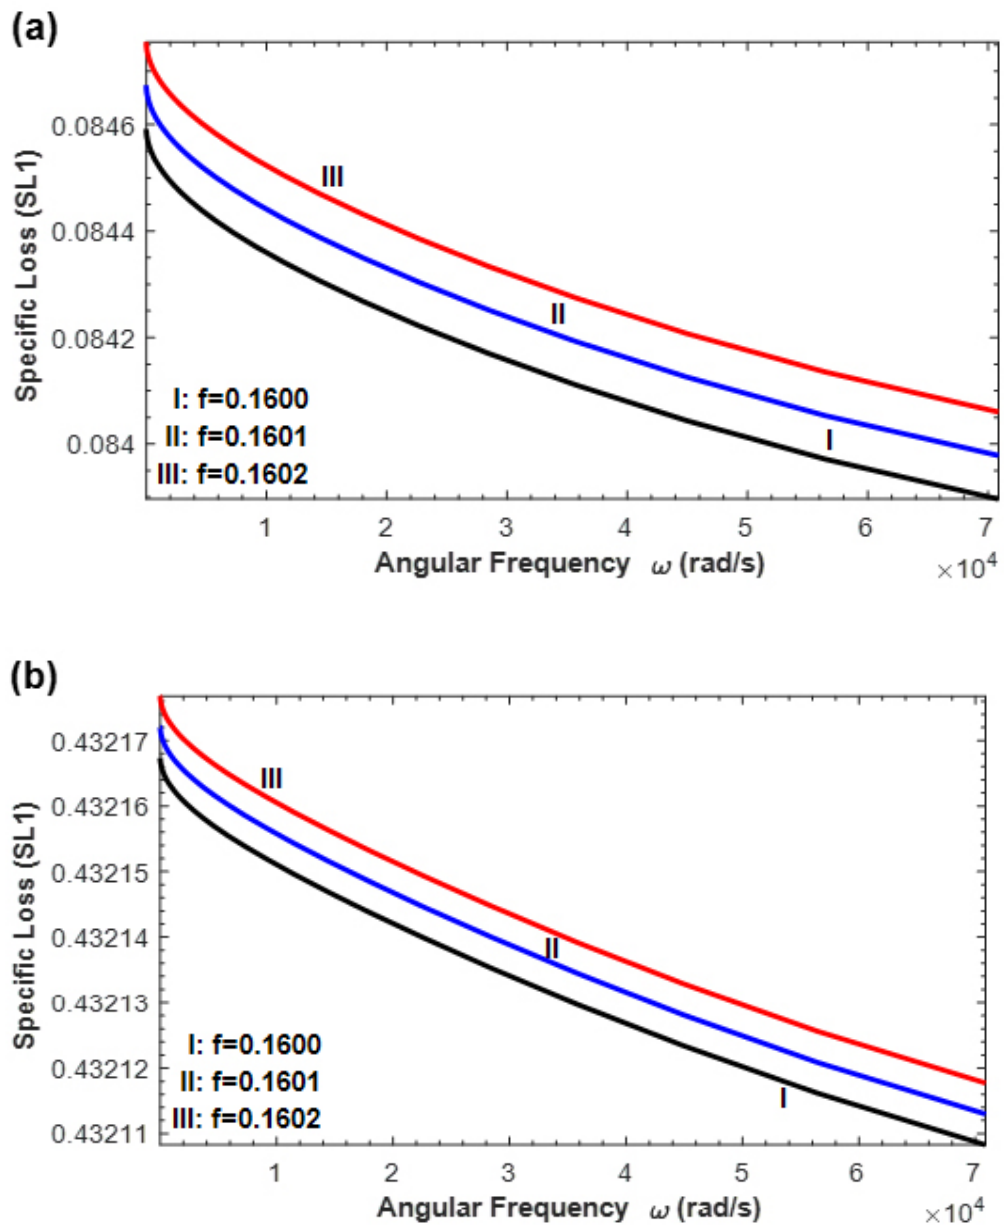 (a)
Specific Loss (SL1)
0.0846
0.0844
0.0842
0.084
III
II
I
I: f=0.1600
II: f=0.1601
III: f=0.1602
1 2 3 4 5 6 7
Angular Frequency ω (rad/s)
×10⁴
(b)
Specific Loss (SL1)
0.43217
0.43216
0.43215
0.43214
0.43213
0.43212
0.43211
III
II
I
I: f=0.1600
II: f=0.1601
III: f=0.1602
1 2 3 4 5 6 7
Angular Frequency ω (rad/s)
×10⁴